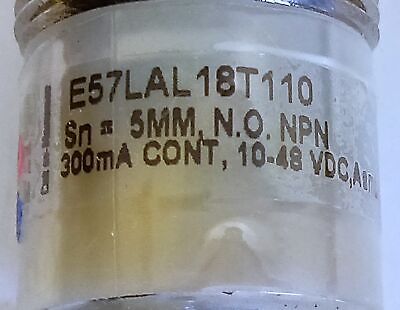 E57LAL18T110
Sn = 5MM, N.O. NPN
300mA CONT, 10-48 VDC,